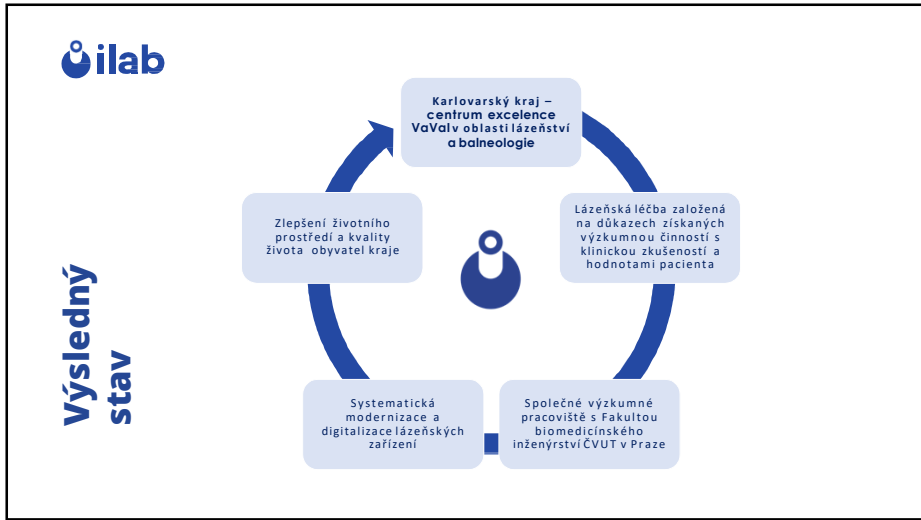 ilab
Karlovarský kraj –
centrum excelence
VaVaI v oblasti lázeňství
a balneologie
Lázeňská léčba založená
na důkazech získaných
výzkumnou činností s
klinickou zkušeností a
hodnotami pacienta
Společné výzkumné
pracoviště s Fakultou
biomedicínského
inženýrství ČVUT v Praze
Systematická
modernizace a
digitalizace lázeňských
zařízení
Zlepšení životního
prostředí a kvality
života obyvatel kraje
Výsledný
stav